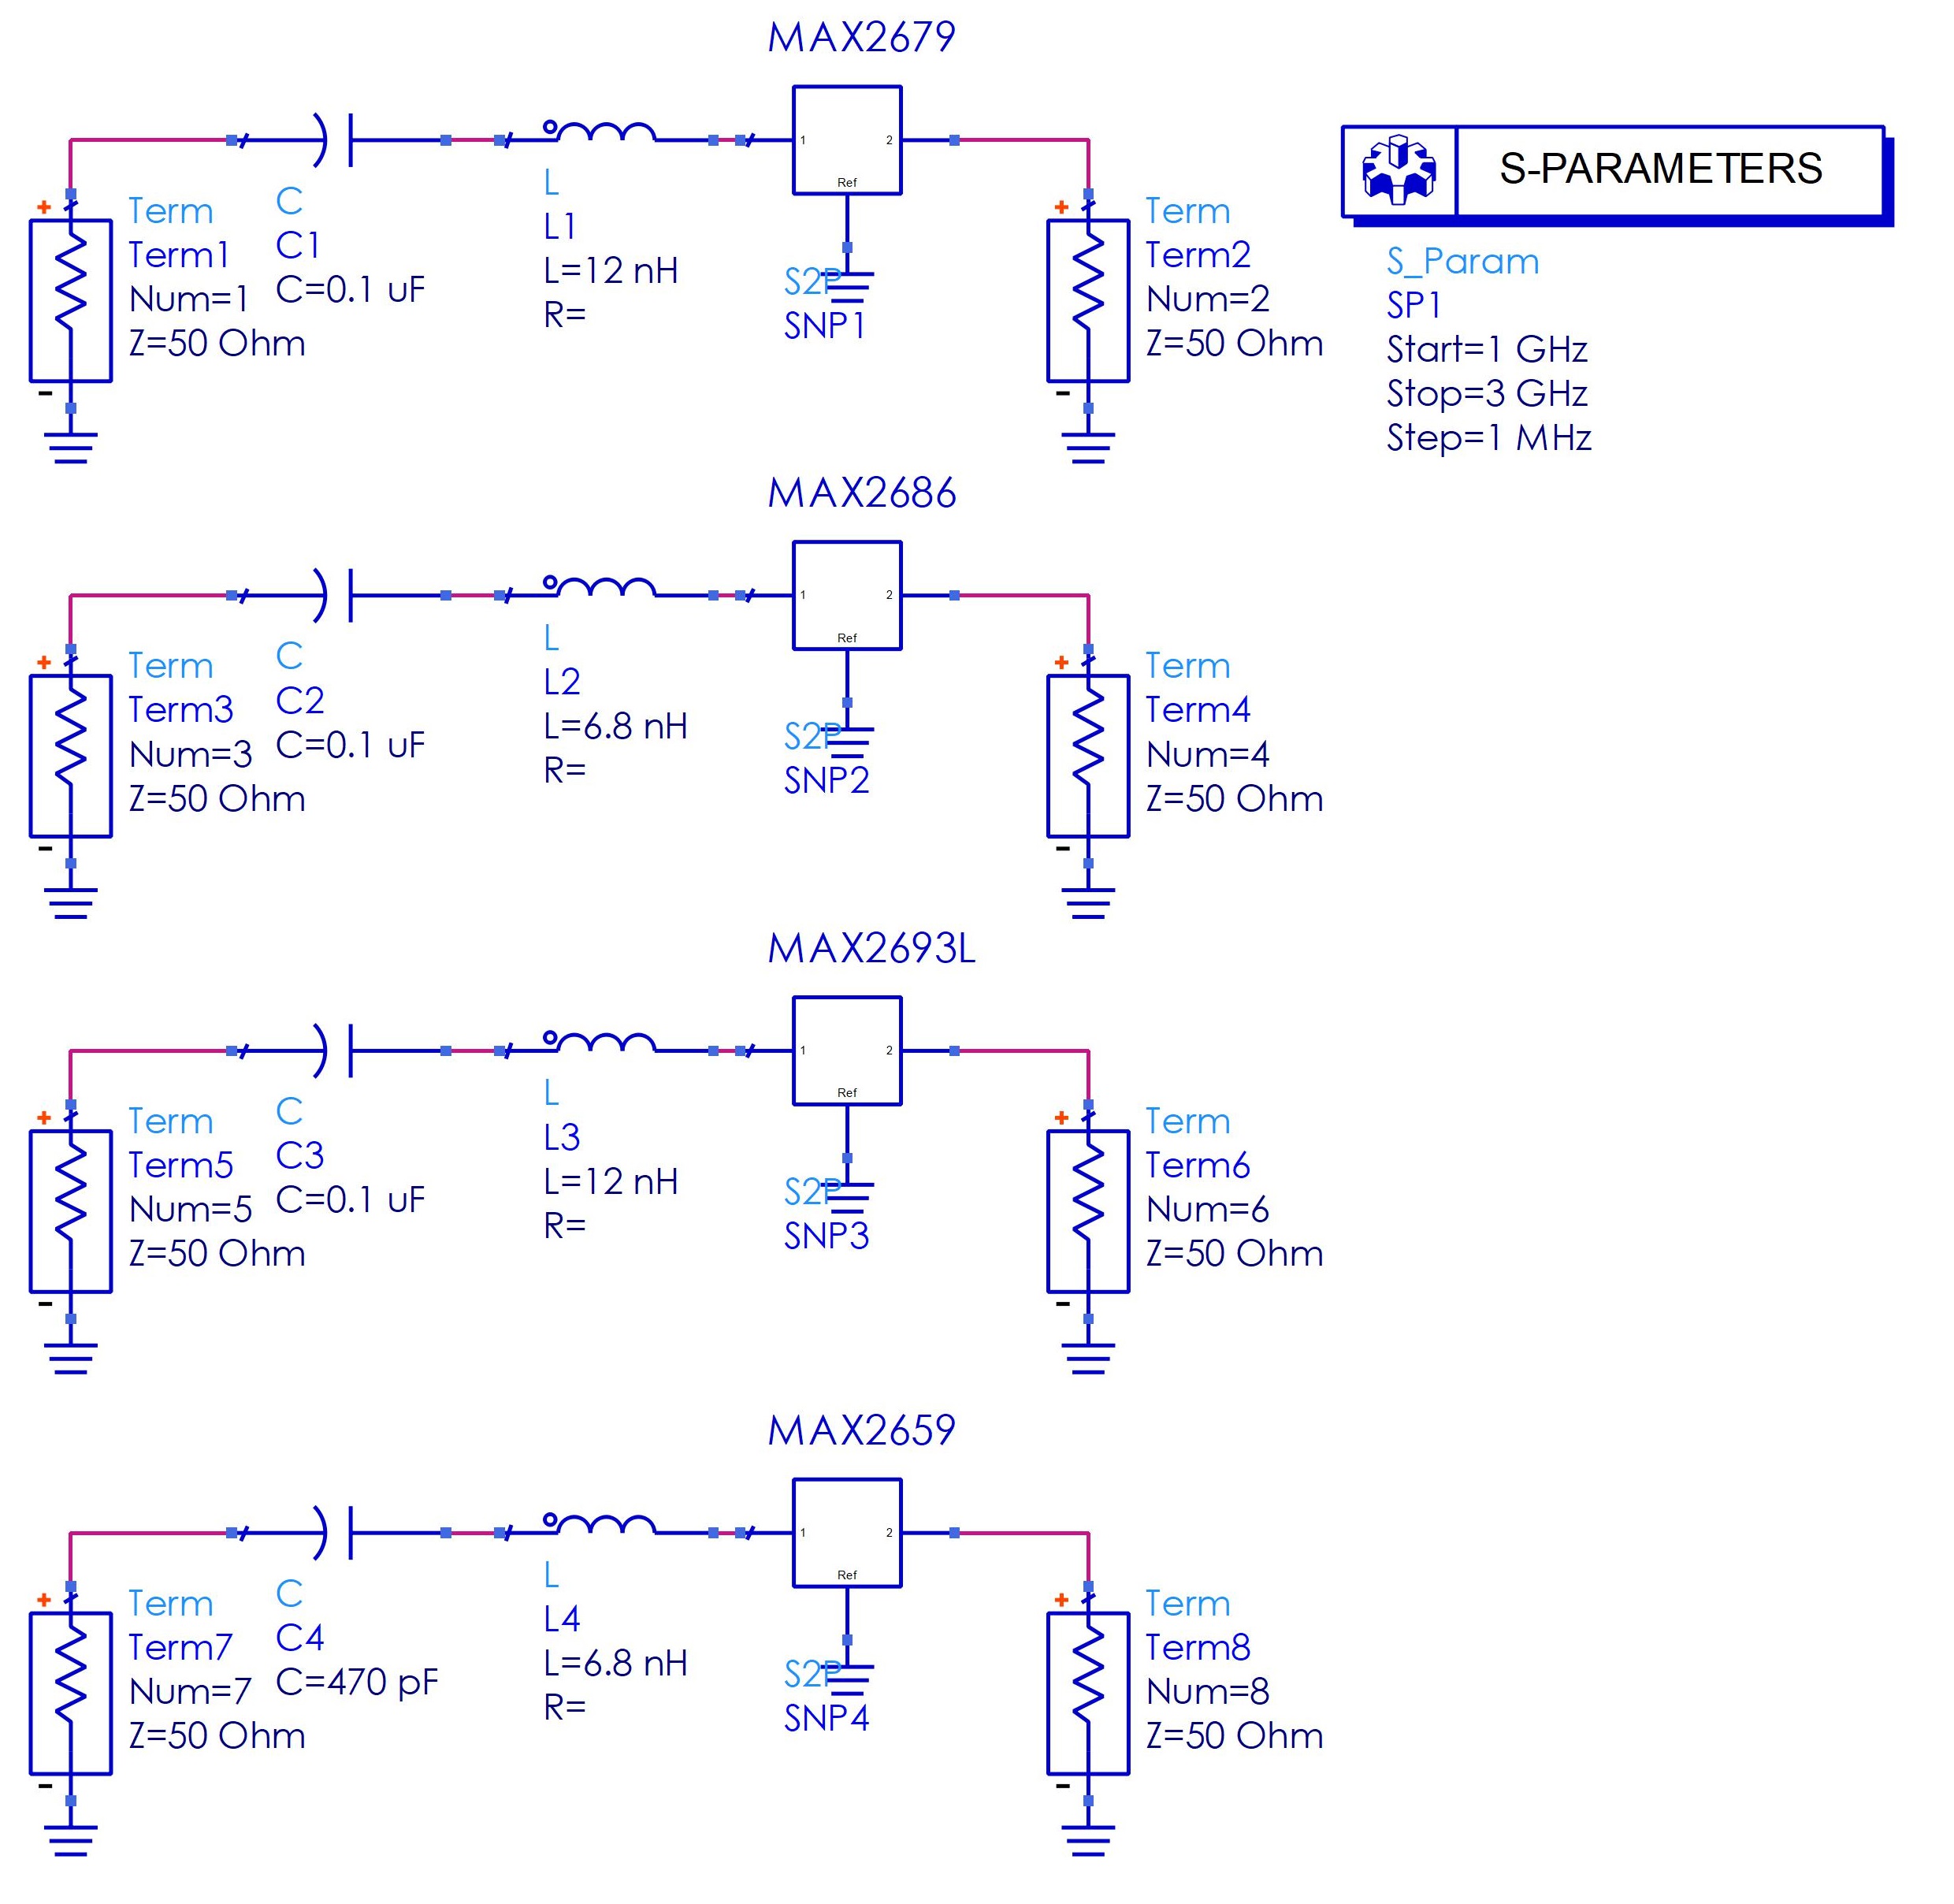 MAX2679
1
2
Ref
Term
Term1
Num=1
Z=50 Ohm
C
C1
C=0.1 uF
L
L1
L=12 nH
R=
S2P
SNP1
+
-
Term
Term2
Num=2
Z=50 Ohm
+
-
S-PARAMETERS
S_Param
SP1
Start=1 GHz
Stop=3 GHz
Step=1 MHz
MAX2686
1
2
Ref
Term
Term3
Num=3
Z=50 Ohm
C
C2
C=0.1 uF
L
L2
L=6.8 nH
R=
S2P
SNP2
+
-
Term
Term4
Num=4
Z=50 Ohm
+
-
MAX2693L
1
2
Ref
Term
Term5
Num=5
Z=50 Ohm
C
C3
C=0.1 uF
L
L3
L=12 nH
R=
S2P
SNP3
+
-
Term
Term6
Num=6
Z=50 Ohm
+
-
MAX2659
1
2
Ref
Term
Term7
Num=7
Z=50 Ohm
C
C4
C=470 pF
L
L4
L=6.8 nH
R=
S2P
SNP4
+
-
Term
Term8
Num=8
Z=50 Ohm
+
-